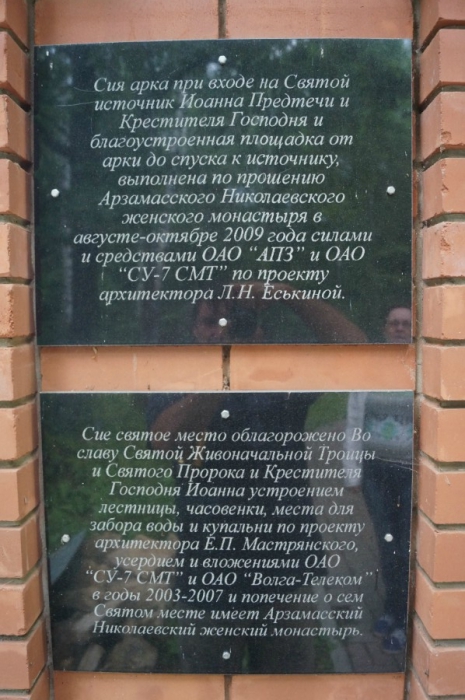 Сия арка при входе на Святой
источник Иоанна Предтечи и
Крестителя Господня и
благоустроенная площадка от
арки до спуска к источнику,
выполнена по прошению
Арзамасского Николаевского
женского монастыря в
августе-октябре 2009 года силами
и средствами ОАО "АПЗ" и ОАО
"СУ-7 СМТ" по проекту
архитектора Л.Н. Еськиной.
Сие святое место облагорожено Во
славу Святой Живоначальной Троицы
и Святого Пророка и Крестителя
Господня Иоанна устроением
лестницы, часовенки, места для
забора воды и купальни по проекту
архитектора Е.П. Мастрянского,
усердием и вложениями ОАО
"СУ-7 СМТ" и ОАО "Волга-Телеком"
в годы 2003-2007 и попечение о сем
Святом месте имеет Арзамасский
Николаевский женский монастырь.